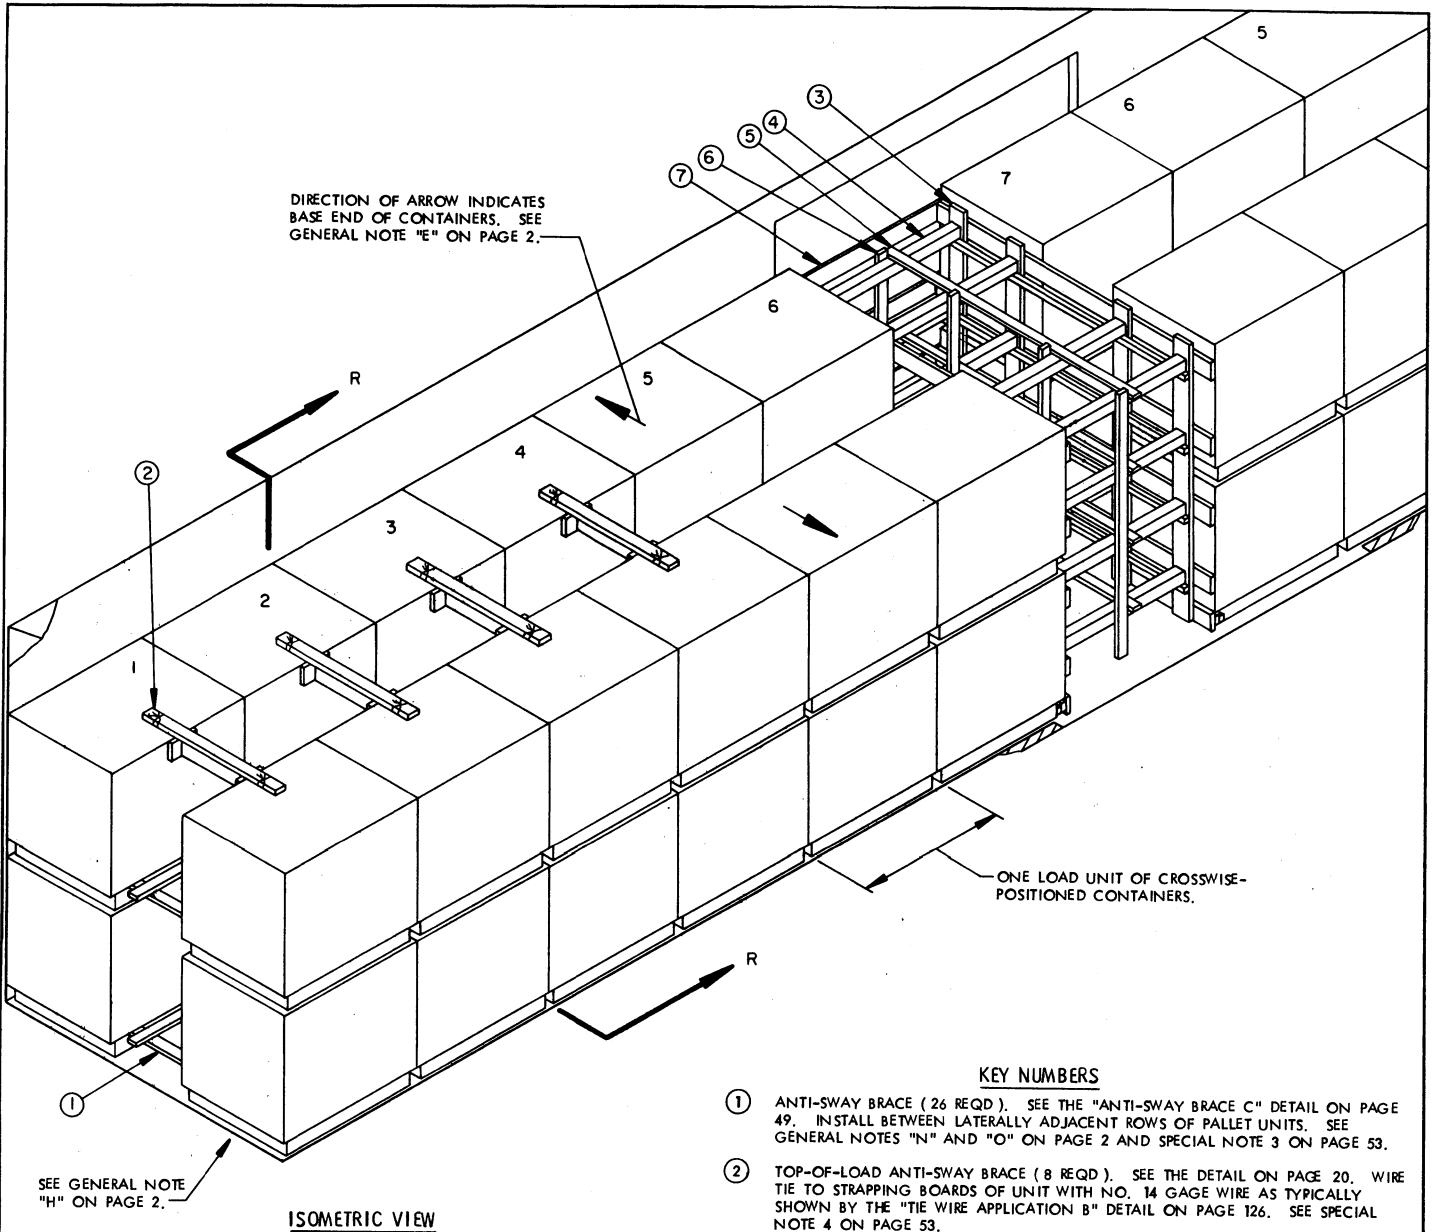 5
6
7
③
④
⑤
⑥
⑦
DIRECTION OF ARROW INDICATES
BASE END OF CONTAINERS. SEE
GENERAL NOTE "E" ON PAGE 2.
6
5
4
3
2
1
R
②
ONE LOAD UNIT OF CROSSWISE-
POSITIONED CONTAINERS.
R
①
SEE GENERAL NOTE
"H" ON PAGE 2.
ISOMETRIC VIEW
KEY NUMBERS
① ANTI-SWAY BRACE (26 REQD). SEE THE "ANTI-SWAY BRACE C" DETAIL ON PAGE
49. INSTALL BETWEEN LATERALLY ADJACENT ROWS OF PALLET UNITS. SEE
GENERAL NOTES "N" AND "O" ON PAGE 2 AND SPECIAL NOTE 3 ON PAGE 53.
② TOP-OF-LOAD ANTI-SWAY BRACE (8 REQD). SEE THE DETAIL ON PAGE 20. WIRE
TIE TO STRAPPING BOARDS OF UNIT WITH NO. 14 GAGE WIRE AS TYPICALLY
SHOWN BY THE "TIE WIRE APPLICATION B" DETAIL ON PAGE 126. SEE SPECIAL
NOTE 4 ON PAGE 53.